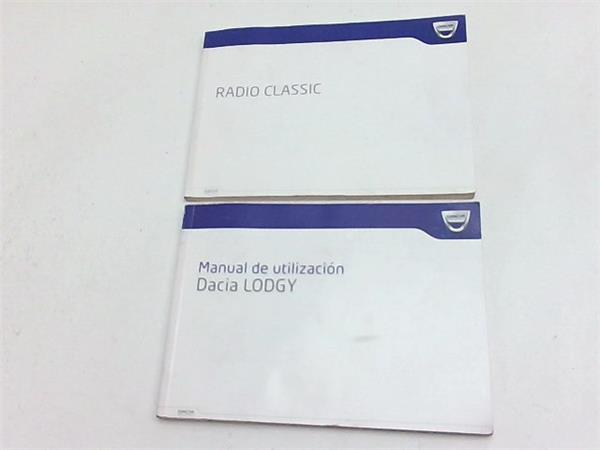 RADIO CLASSIC
Manual de utilización
Dacia LODGY